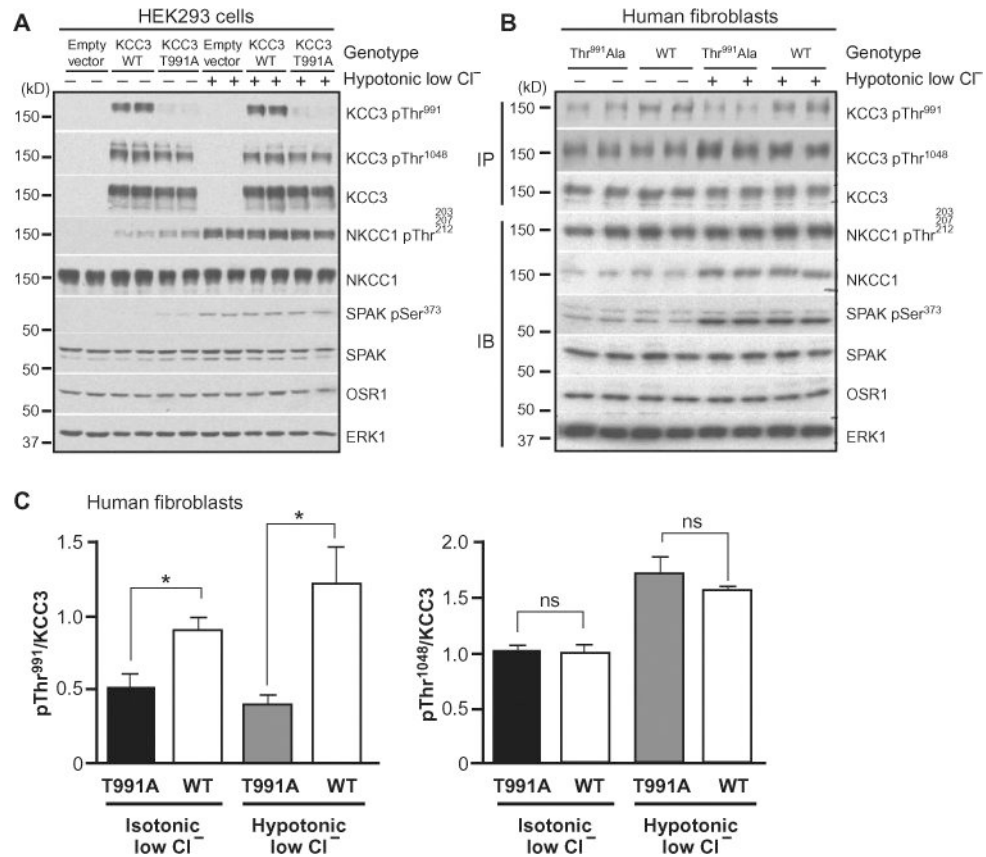 A
HEK293 cells
Empty vector KCC3 WT KCC3 T991A Empty vector KCC3 WT KCC3 T991A Genotype
– – – – – – + + + + + + Hypotonic low Cl⁻
(kD)
150 KCC3 pThr⁹⁹¹
150 KCC3 pThr¹⁰⁴⁸
150 KCC3
203
207
150 NKCC1 pThr²¹²
150 NKCC1
50 SPAK pSer³⁷³
SPAK
50 OSR1
37 ERK1
B
Human fibroblasts
Thr⁹⁹¹Ala WT Thr⁹⁹¹Ala WT Genotype
– – – – + + + + Hypotonic low Cl⁻
(kD)
IP
150 KCC3 pThr⁹⁹¹
150 KCC3 pThr¹⁰⁴⁸
150 KCC3
IB
203
207
150 NKCC1 pThr²¹²
150 NKCC1
50 SPAK pSer³⁷³
SPAK
50 OSR1
50
37 ERK1
C
Human fibroblasts
pThr⁹⁹¹/KCC3
1.5
1.0
0.5
0
* *
T991A WT T991A WT
Isotonic Hypotonic
low Cl⁻ low Cl⁻
pThr¹⁰⁴⁸/KCC3
2.0
1.5
1.0
0.5
0
ns ns
T991A WT T991A WT
Isotonic Hypotonic
low Cl⁻ low Cl⁻